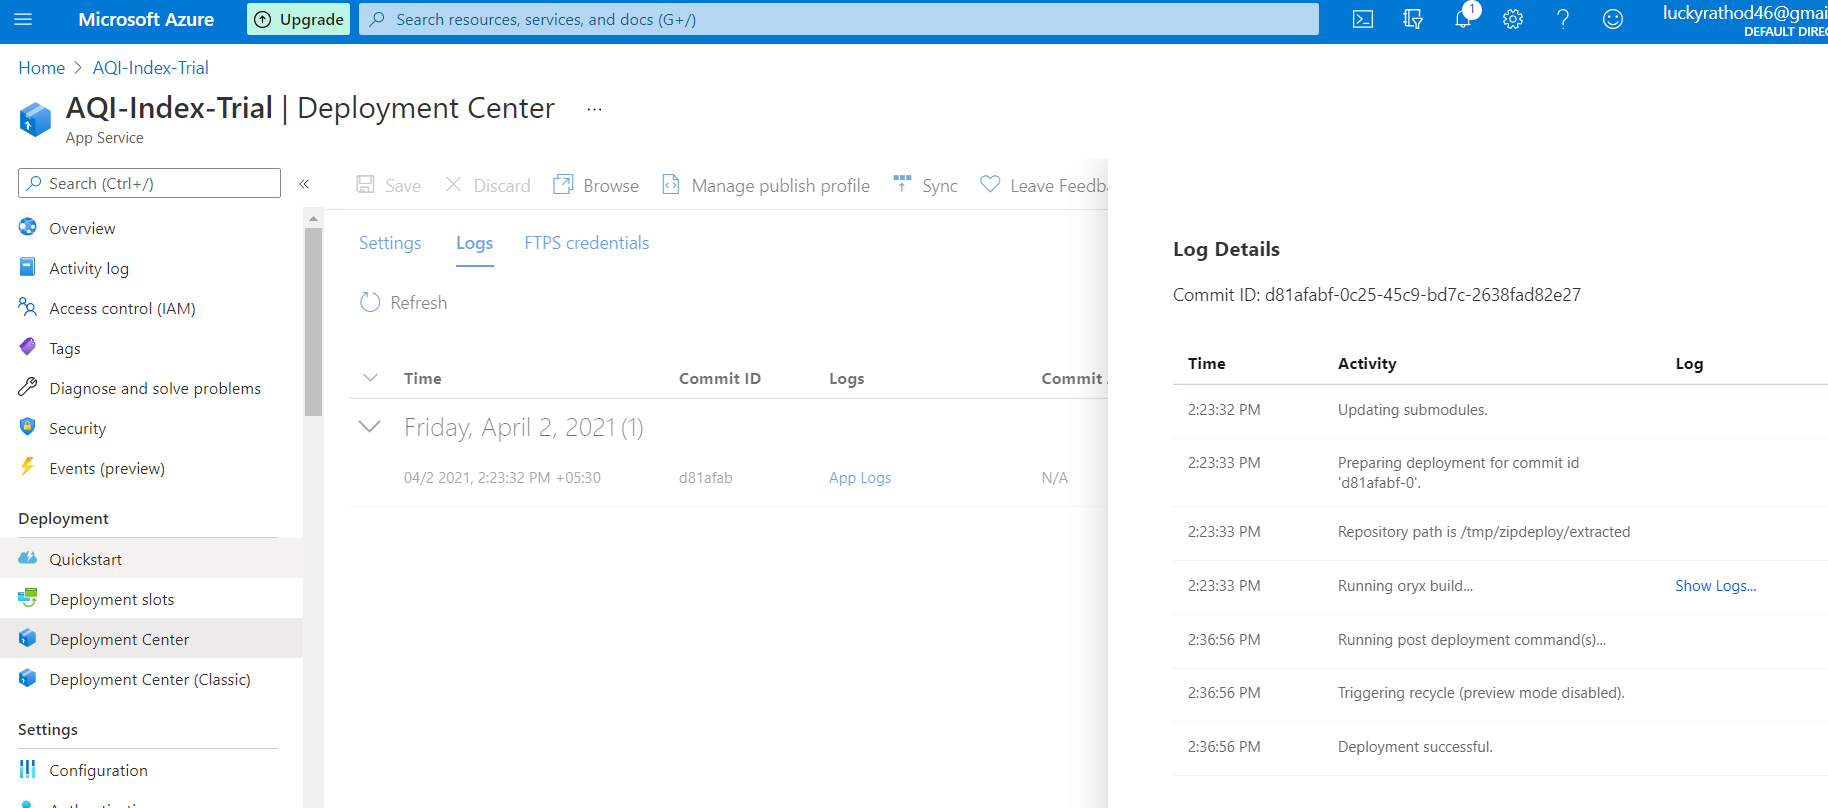 Microsoft Azure
Upgrade
Search resources, services, and docs (G+/)
1
luckyrathod46@gmai
DEFAULT DIREC
Home > AQI-Index-Trial
AQI-Index-Trial | Deployment Center ...
App Service
Search (Ctrl+/)
«
Overview
Activity log
Access control (IAM)
Tags
Diagnose and solve problems
Security
Events (preview)
Deployment
Quickstart
Deployment slots
Deployment Center
Deployment Center (Classic)
Settings
Configuration
Save Discard Browse Manage publish profile Sync Leave Feedba
Settings Logs FTPS credentials
Refresh
Time Commit ID Logs Commit
Friday, April 2, 2021 (1)
04/2 2021, 2:23:32 PM +05:30 d81afab App Logs N/A
Log Details
Commit ID: d81afabf-0c25-45c9-bd7c-2638fad82e27
Time Activity Log
2:23:32 PM Updating submodules.
2:23:33 PM Preparing deployment for commit id
'd81afabf-0'.
2:23:33 PM Repository path is /tmp/zipdeploy/extracted
2:23:33 PM Running oryx build... Show Logs...
2:36:56 PM Running post deployment command(s)...
2:36:56 PM Triggering recycle (preview mode disabled).
2:36:56 PM Deployment successful.